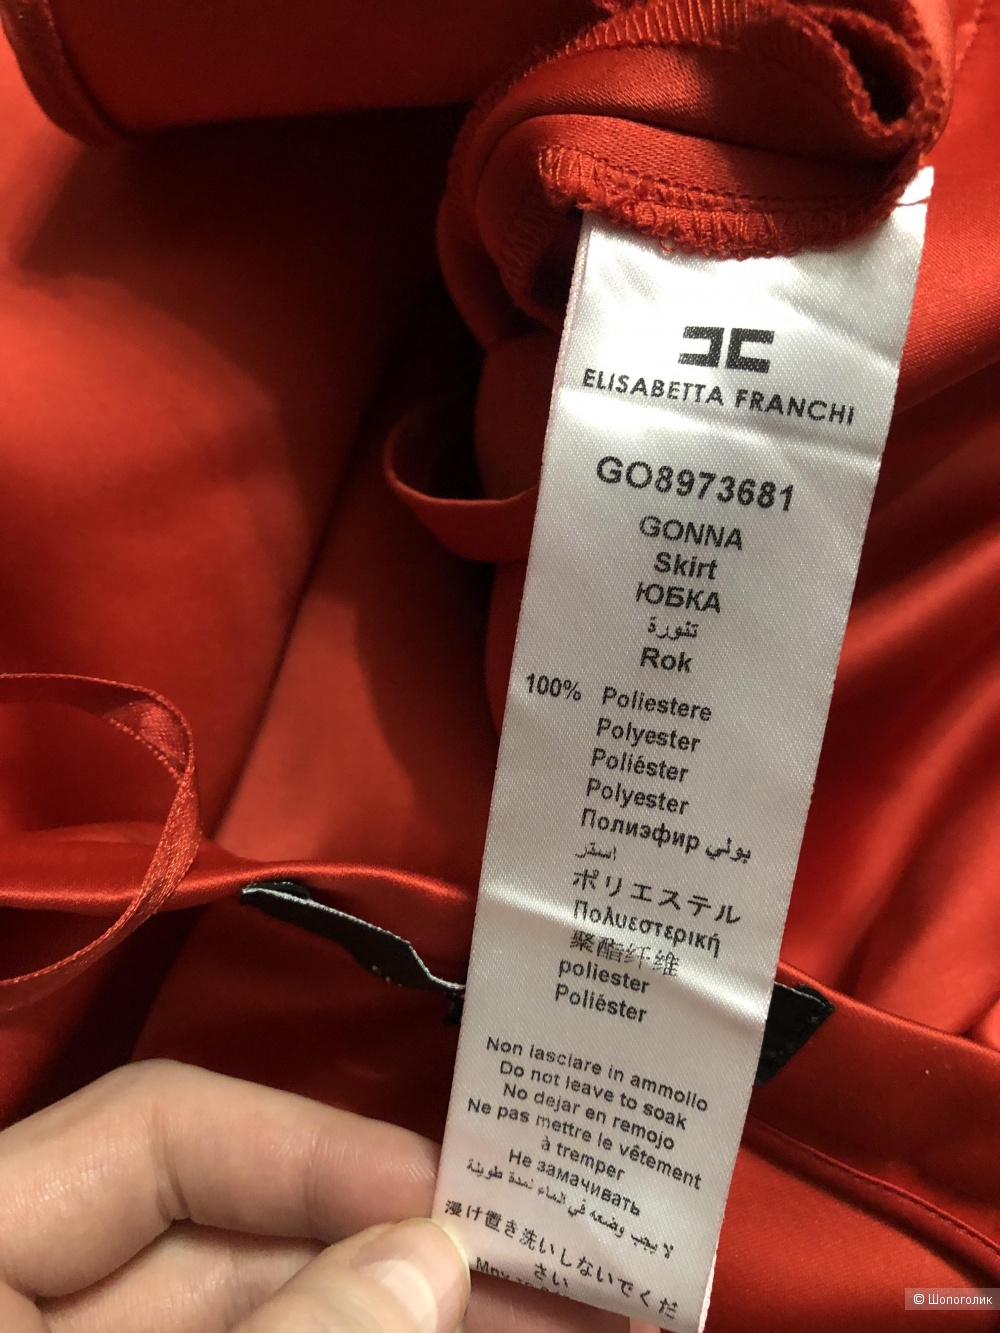 ELISABETTA FRANCHI
GO8973681
GONNA
Skirt
ЮБКА
تنورة
Rok
100% Poliestere
Polyester
Poliéster
Polyester
Полиэфир بولي
استر
ポリエステル
Πολυεστερική
聚酯纤维
poliester
Poliéster
Non lasciare in ammollo
Do not leave to soak
No dejar en remojo
Ne pas mettre le vêtement
à tremper
Не замачивать
لا يجب وضعه في الماء لمدة طويلة
浸け置き洗いしないでくだ
さい
© Шопоголик